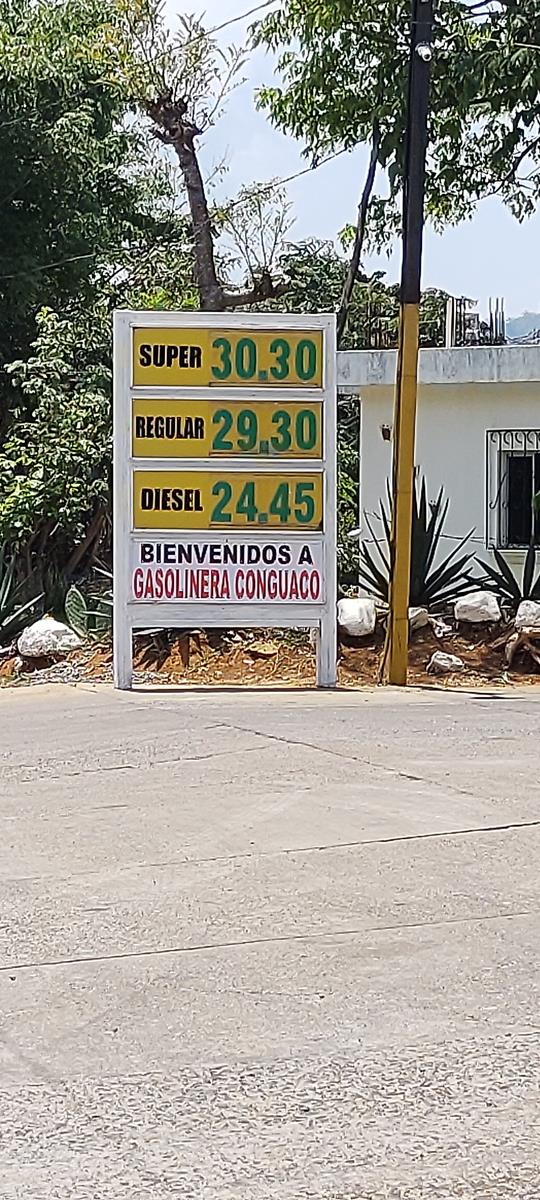 SUPER 30.30
REGULAR 29.30
DIESEL 24.45
BIENVENIDOS A
GASOLINERA CONGUACO